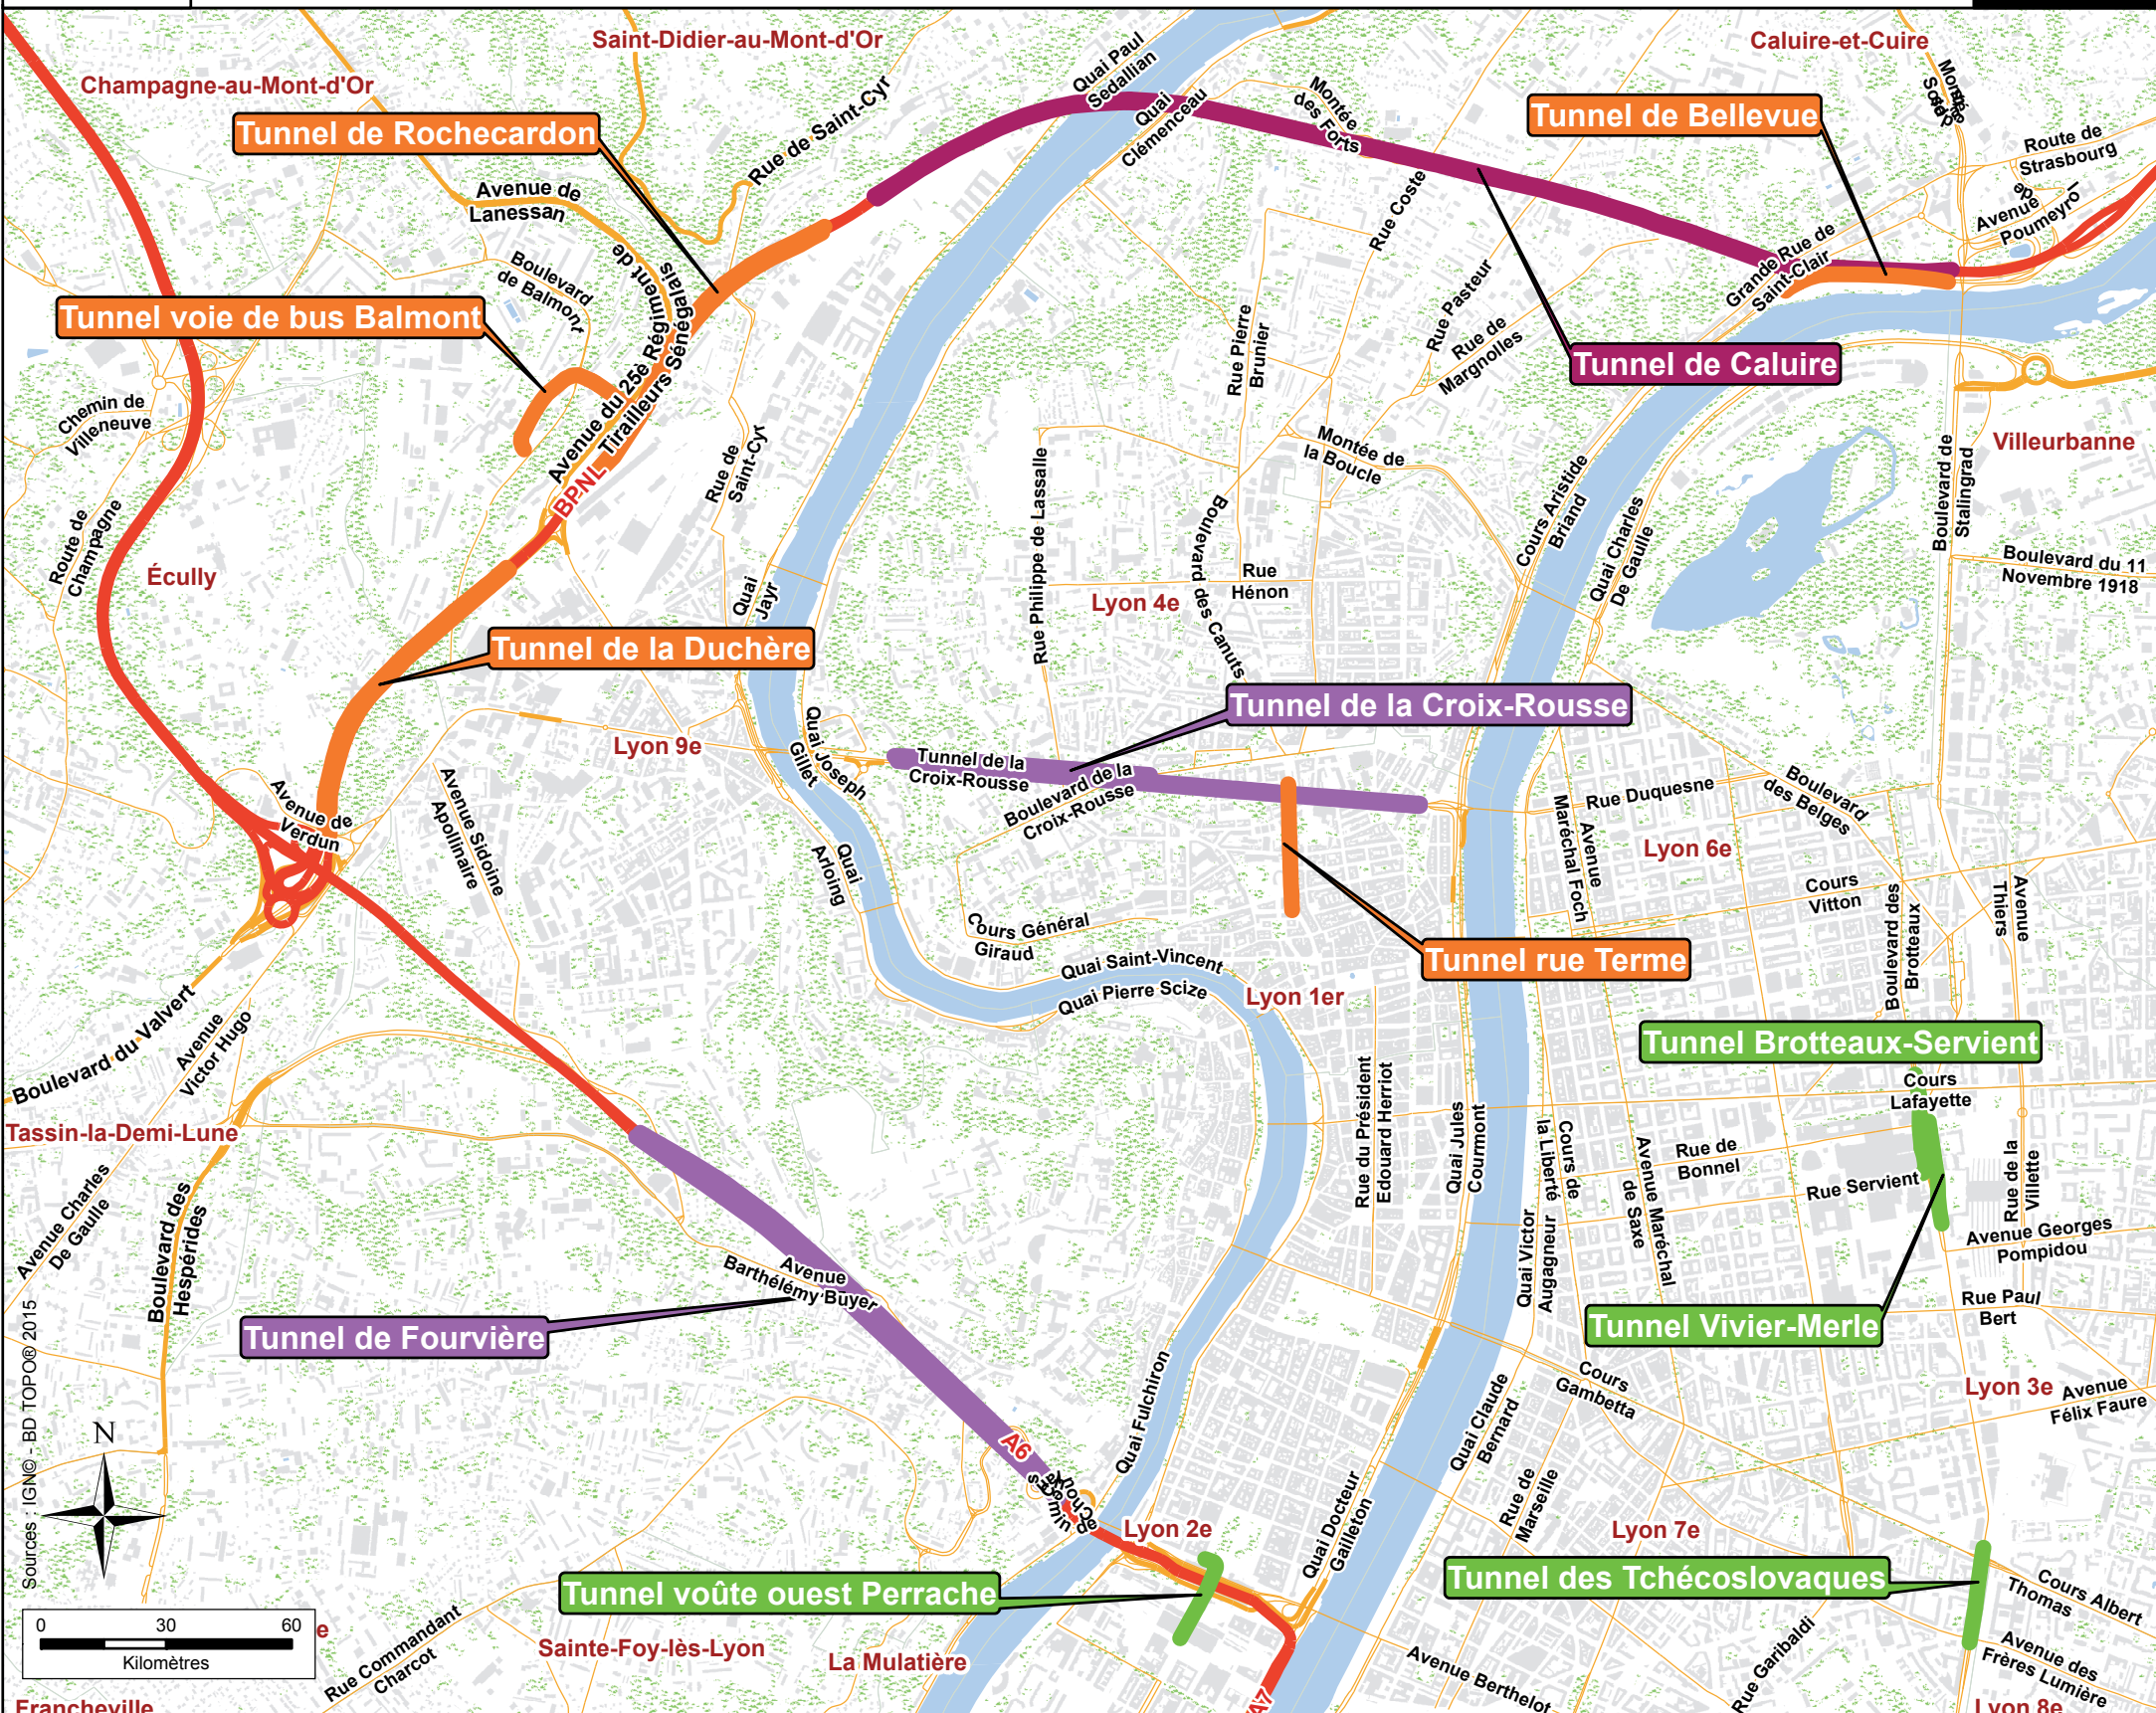 Saint-Didier-au-Mont-d'Or
Caluire-et-Cuire
Champagne-au-Mont-d'Or
Quai Paul
Sedallian
Quai
Clémenceau
Montée
des Forts
Tunnel de Bellevue
Tunnel de Rochecardon
Rue de Saint-Cyr
Route de
Strasbourg
Avenue de
Lanessan
Avenue
de
Poumeyrol
Rue Coste
Boulevard
de Balmont
Grande Rue de
Saint-Clair
Tunnel voie de bus Balmont
Avenue du 25è Régiment de
Tirailleurs Sénégalais
Rue Pierre
Brunier
Rue Pasteur
Rue de
Margnolles
Tunnel de Caluire
Chemin de
Villeneuve
BPNL
Rue de
Saint-Cyr
Montée de
la Boucle
Villeurbanne
Boulevard de
Stalingrad
Route de
Champagne
Rue Philippe de Lassalle
Boulevard des Canuts
Cours Aristide
Briand
Quai Charles
De Gaulle
Boulevard du 11
Novembre 1918
Écully
Quai
Jayr
Lyon 4e
Rue
Hénon
Tunnel de la Duchère
Tunnel de la Croix-Rousse
Lyon 9e
Quai Joseph
Gillet
Tunnel de la
Croix-Rousse
Boulevard de la
Croix-Rousse
Avenue de
Verdun
Avenue Sidoine
Apollinaire
Rue Duquesne
Boulevard
des Belges
Avenue
Maréchal Foch
Lyon 6e
Quai
Arloing
Cours
Vitton
Boulevard des
Brotteaux
Avenue
Thiers
Cours Général
Giraud
Tunnel rue Terme
Quai Saint-Vincent
Quai Pierre Scize
Lyon 1er
Boulevard du Valvert
Avenue
Victor Hugo
Tunnel Brotteaux-Servient
Cours
Lafayette
Tassin-la-Demi-Lune
Rue du Président
Edouard Herriot
Quai Jules
Courmont
Cours de
la Liberté
Avenue Maréchal
de Saxe
Rue de
Bonnel
Rue Servient
Rue de la
Villette
Avenue Charles
De Gaulle
Boulevard des
Hespérides
Avenue
Barthélémy Buyer
Quai Victor
Augagneur
Avenue Georges
Pompidou
Tunnel de Fourvière
Tunnel Vivier-Merle
Rue Paul
Bert
Cours
Gambetta
Lyon 3e
Avenue
Félix Faure
Quai Fulchiron
Quai Claude
Bernard
A6
N
Sources : IGN© - BD TOPO® 2015
Lyon 2e
Quai Docteur
Gailleton
Rue de
Marseille
Lyon 7e
Tunnel voûte ouest Perrache
Tunnel des Tchécoslovaques
Cours Albert
Thomas
0 30 60
Kilomètres
e
Rue Commandant
Charcot
Sainte-Foy-lès-Lyon
La Mulatière
Avenue Berthelot
Rue Garibaldi
Avenue des
Frères Lumière
Francheville
A7
Lyon 8e